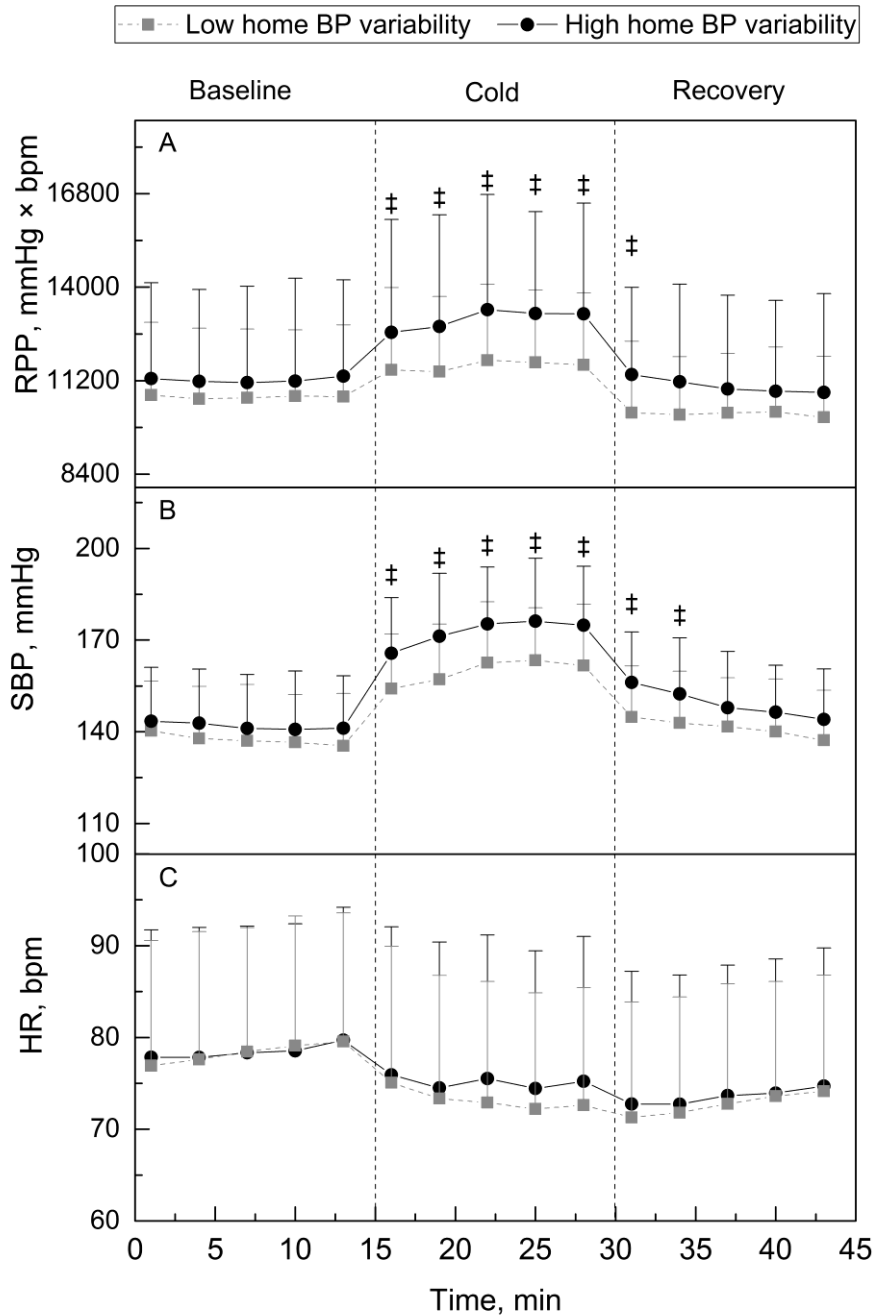 Low home BP variability High home BP variability
Baseline Cold Recovery
A
‡ ‡ ‡ ‡ ‡ ‡
16800
14000
11200
8400
RPP, mmHg × bpm
B
‡ ‡ ‡ ‡ ‡ ‡ ‡
200
170
140
110
100
SBP, mmHg
C
90
80
70
60
HR, bpm
0 5 10 15 20 25 30 35 40 45
Time, min